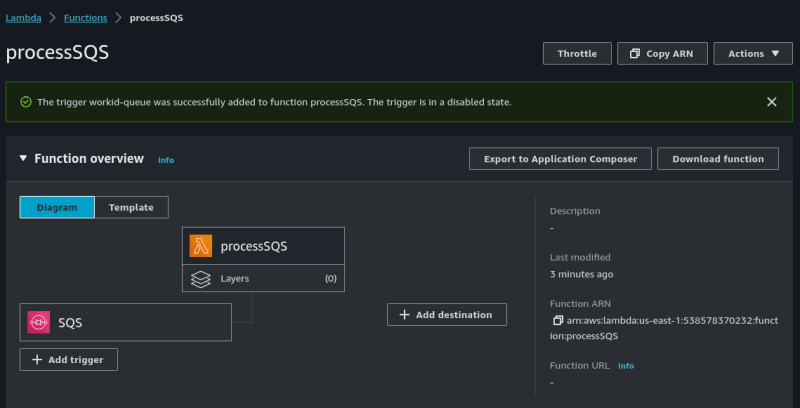 Lambda > Functions > processSQS
processSQS
Throttle
Copy ARN
Actions
The trigger workid-queue was successfully added to function processSQS. The trigger is in a disabled state.
Function overview Info
Export to Application Composer
Download function
Diagram
Template
processSQS
Layers (0)
SQS
+ Add destination
+ Add trigger
Description
-
Last modified
3 minutes ago
Function ARN
arn:aws:lambda:us-east-1:538578370232:funct
ion:processSQS
Function URL Info
-